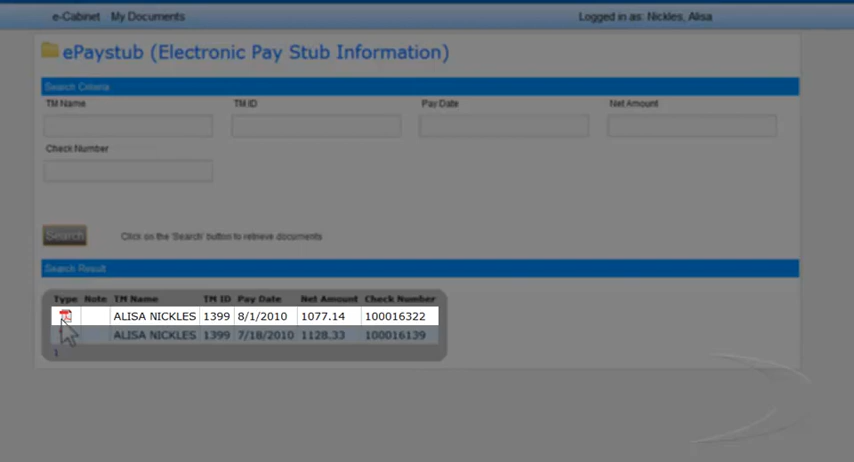 e-Cabinet My Documents Logged in as: Nickles, Alisa
ePaystub (Electronic Pay Stub Information)
Search Criteria
TM Name TM ID Pay Date Net Amount
Check Number
Search Click on the 'Search' button to retrieve documents
Search Result
Type Note TM Name TM ID Pay Date Net Amount Check Number
ALISA NICKLES 1399 8/1/2010 1077.14 100016322
ALISA NICKLES 1399 7/18/2010 1128.33 100016139
1